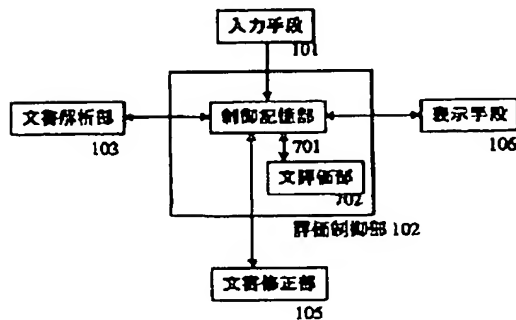 入力手段
101
文書解析部
103
制御記憶部
701
表示手段
106
文評価部
702
評価制御部 102
文書修正部
105